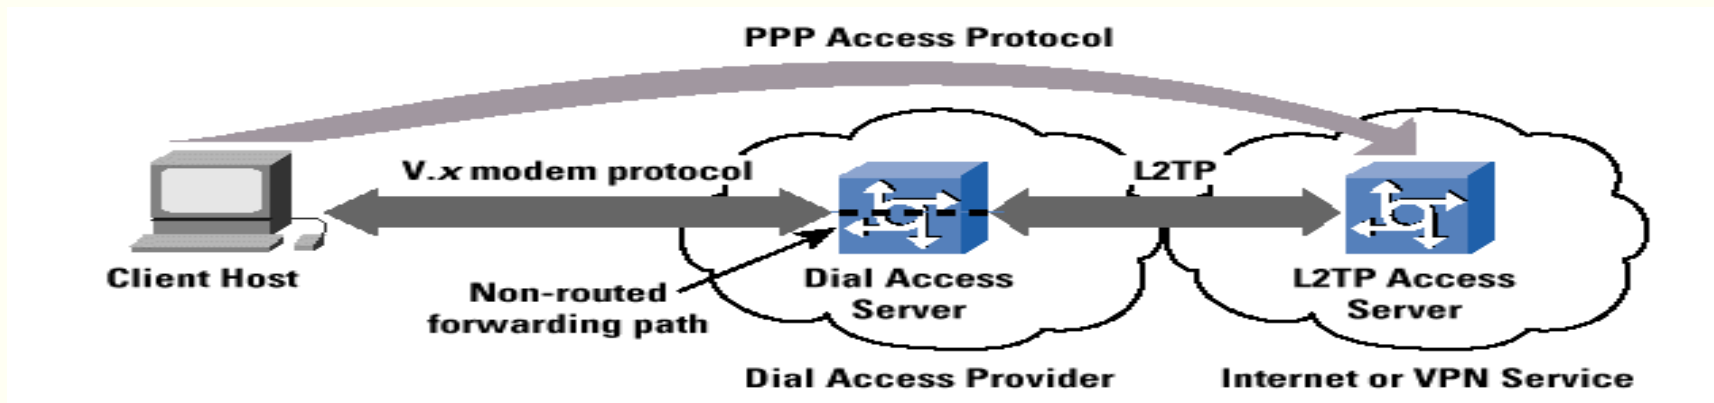 PPP Access Protocol
V.x modem protocol
L2TP
Client Host
Non-routed
forwarding path
Dial Access
Server
L2TP Access
Server
Dial Access Provider
Internet or VPN Service